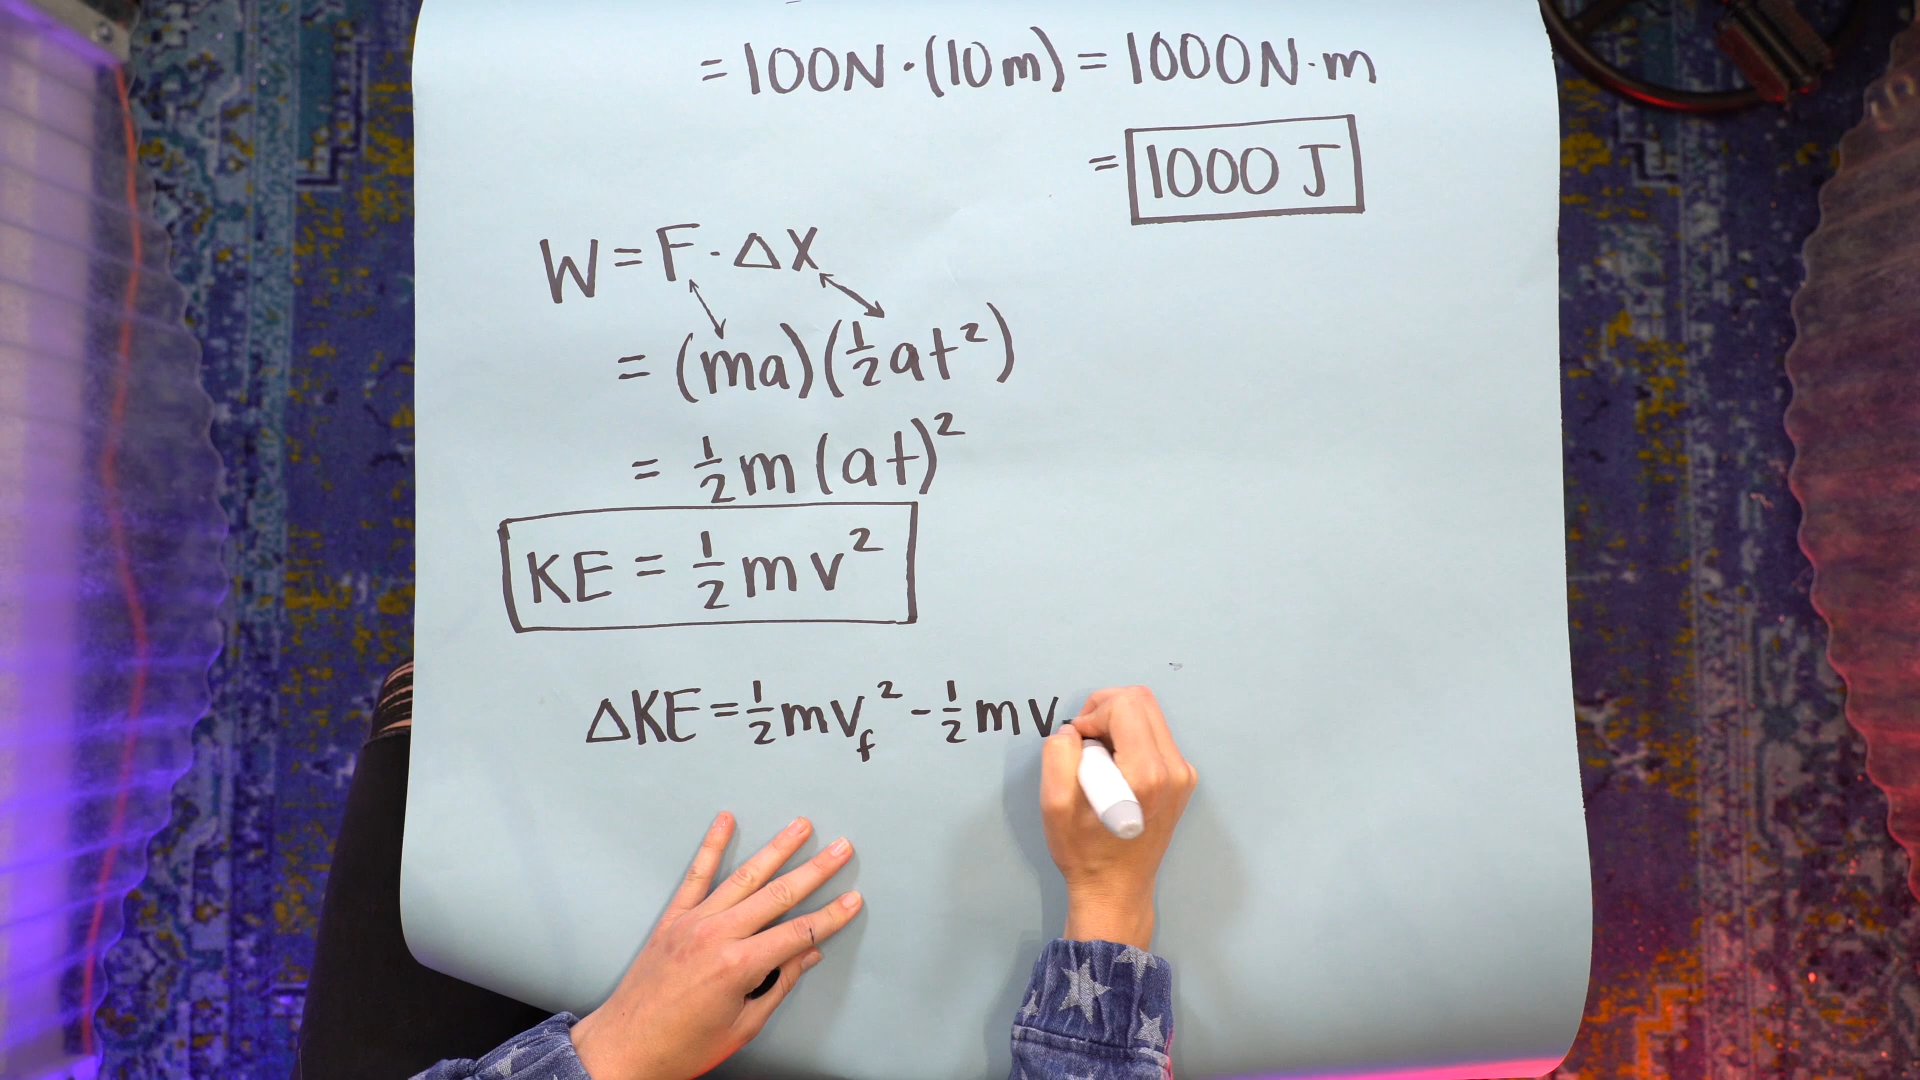 = 100N · (10m) = 1000N·m
= 1000 J
W = F · ΔX
= (ma)(½at²)
= ½m(at)²
KE = ½mv²
ΔKE = ½mv_f² - ½mv